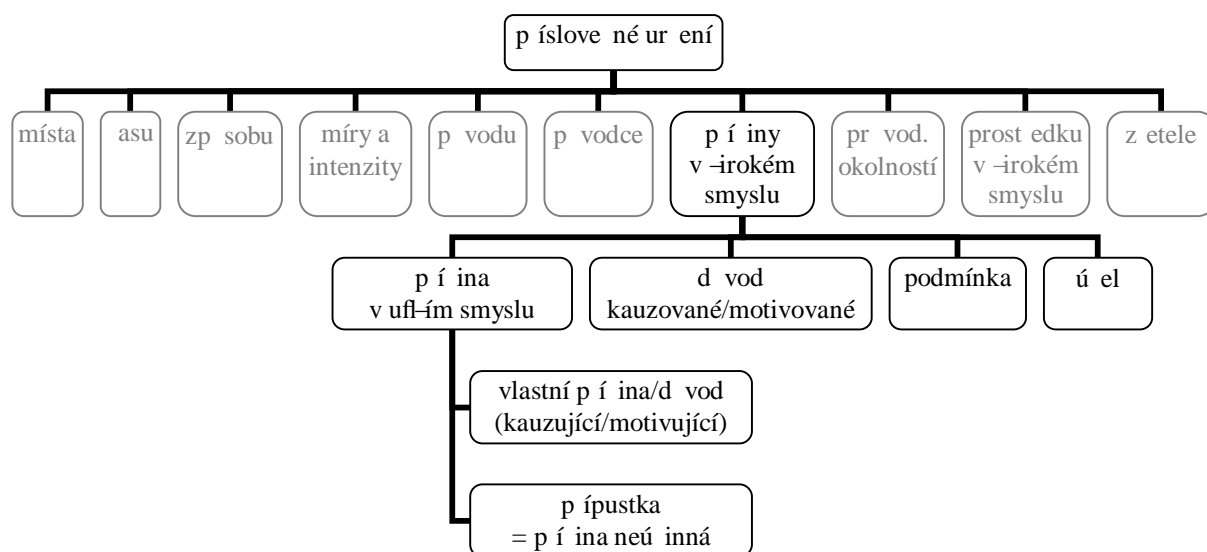 p íslove né ur ení
místa
asu
zp sobu
míry a
intenzity
p vodu
p vodce
p í iny
v –irokém
smyslu
pr vod.
okolností
prost edku
v –irokém
smyslu
z etele
p í ina
v ufl–ím smyslu
d vod
kauzované/motivované
podmínka
ú el
vlastní p í ina/d vod
(kauzující/motivující)
p ípustka
= p í ina neú inná